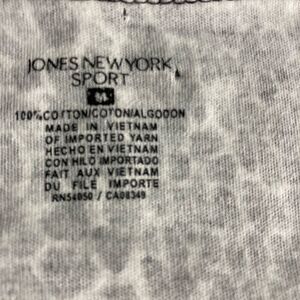 JONES NEW YORK
SPORT
100% COTTON/COTON/ALGODON
MADE IN VIETNAM
OF IMPORTED YARN
HECHO EN VIETNAM
CON HILO IMPORTADO
FAIT AUX VIETNAM
DU FILE IMPORTE
RN54050 / CA08349